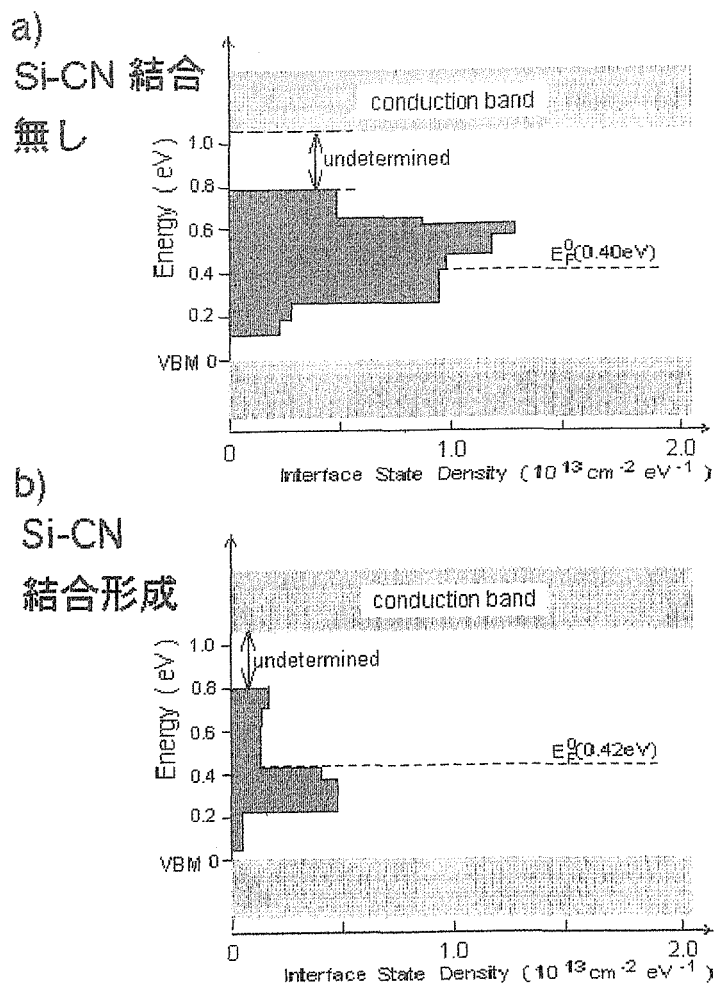 a)
Si-CN 結合
無し
conduction band
undetermined
Energy (eV)
1.0
0.8
0.6
0.4
0.2
VBM 0
E_F^0(0.40eV)
0
1.0
2.0
Interface State Density (10^13 cm^-2 eV^-1)
b)
Si-CN
結合形成
conduction band
undetermined
Energy (eV)
1.0
0.8
0.6
0.4
0.2
VBM 0
E_F^0(0.42eV)
0
1.0
2.0
Interface State Density (10^13 cm^-2 eV^-1)